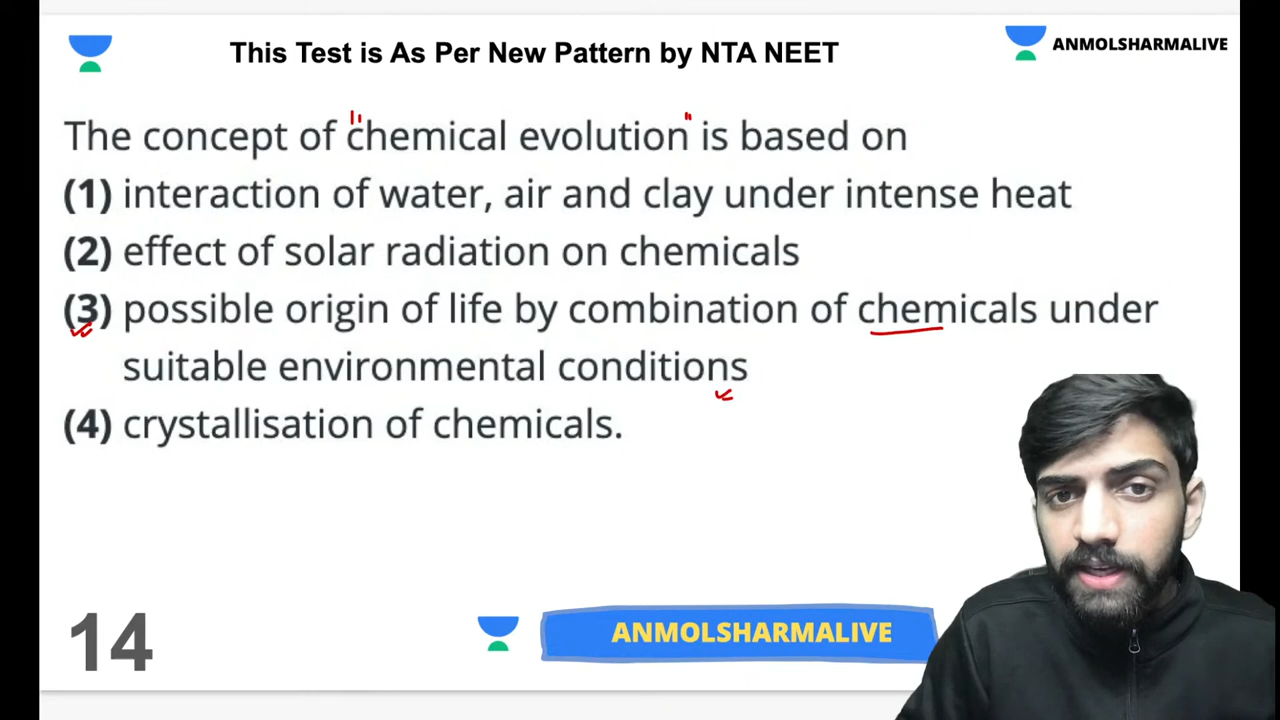 This Test is As Per New Pattern by NTA NEET
ANMOLSHARMALIVE
The concept of "chemical evolution" is based on
(1) interaction of water, air and clay under intense heat
(2) effect of solar radiation on chemicals
(3) possible origin of life by combination of chemicals under
suitable environmental conditions
(4) crystallisation of chemicals.
14
ANMOLSHARMALIVE